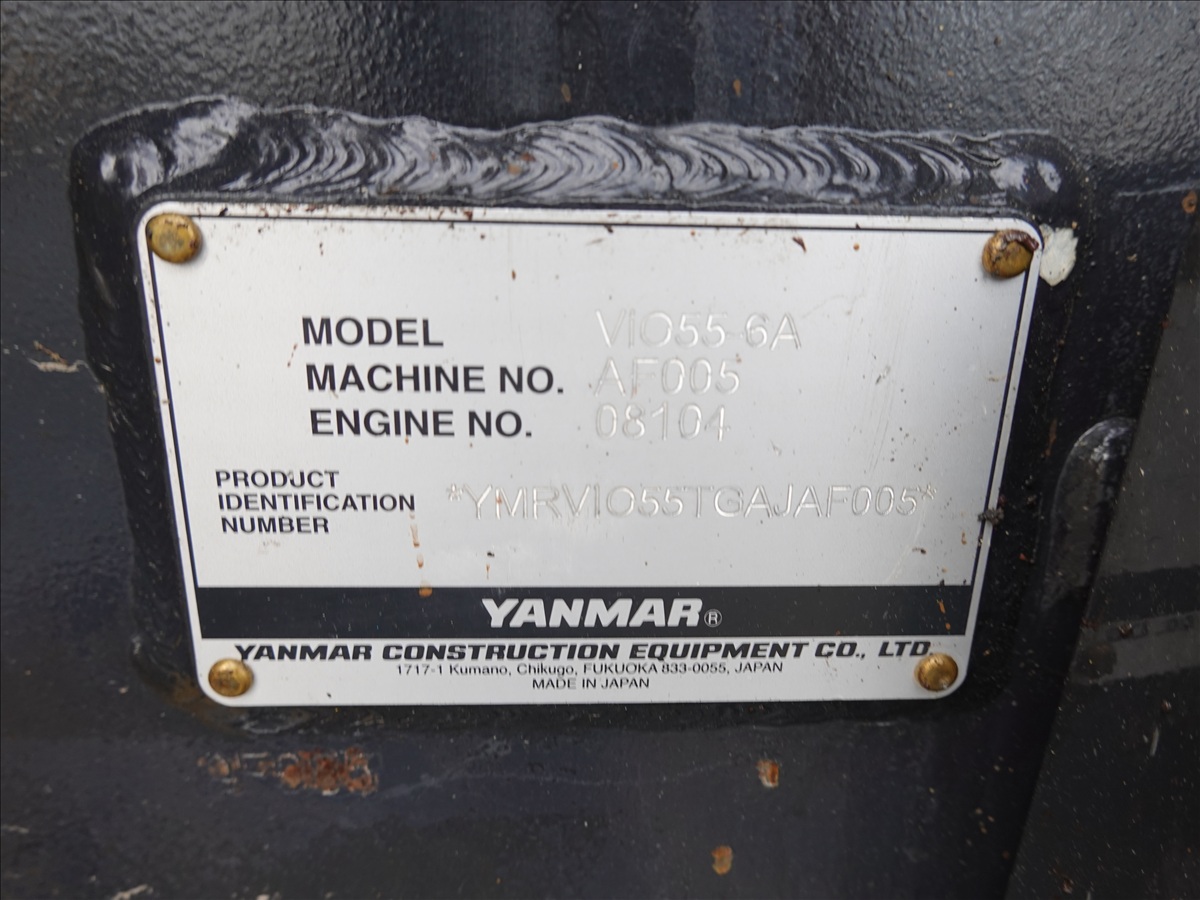 MODEL ViO55-6A
MACHINE NO. AF005
ENGINE NO. 08104
PRODUCT
IDENTIFICATION
NUMBER
*YMRVIO55TGAJAF005*
YANMAR®
YANMAR CONSTRUCTION EQUIPMENT CO., LTD.
1717-1 Kumano, Chikugo, FUKUOKA 833-0055, JAPAN
MADE IN JAPAN